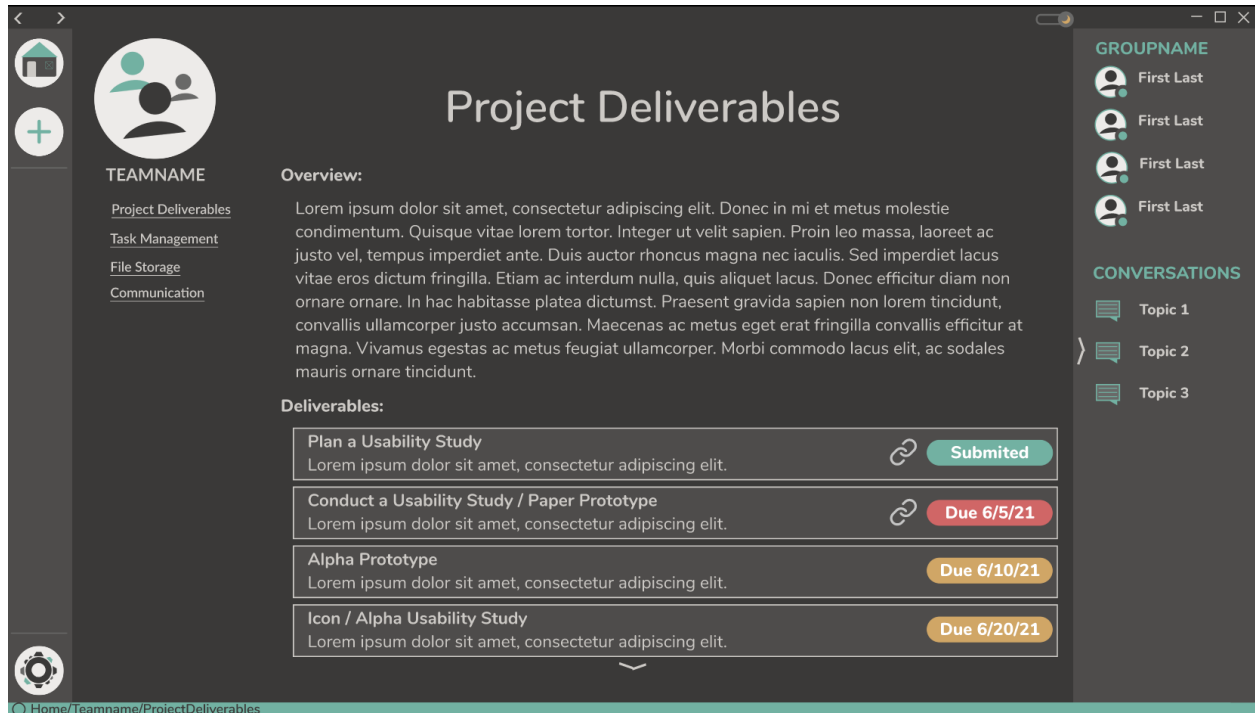 Project Deliverables
TEAMNAME
Project Deliverables
Task Management
File Storage
Communication
Overview:
Lorem ipsum dolor sit amet, consectetur adipiscing elit. Donec in mi et metus molestie
condimentum. Quisque vitae lorem tortor. Integer ut velit sapien. Proin leo massa, laoreet ac
justo vel, tempus imperdiet ante. Duis auctor rhoncus magna nec iaculis. Sed imperdiet lacus
vitae eros dictum fringilla. Etiam ac interdum nulla, quis aliquet lacus. Donec efficitur diam non
ornare ornare. In hac habitasse platea dictumst. Praesent gravida sapien non lorem tincidunt,
convallis ullamcorper justo accumsan. Maecenas ac metus eget erat fringilla convallis efficitur at
magna. Vivamus egestas ac metus feugiat ullamcorper. Morbi commodo lacus elit, ac sodales
mauris ornare tincidunt.
Deliverables:
Plan a Usability Study
Lorem ipsum dolor sit amet, consectetur adipiscing elit.
Submited
Conduct a Usability Study / Paper Prototype
Lorem ipsum dolor sit amet, consectetur adipiscing elit.
Due 6/5/21
Alpha Prototype
Lorem ipsum dolor sit amet, consectetur adipiscing elit.
Due 6/10/21
Icon / Alpha Usability Study
Lorem ipsum dolor sit amet, consectetur adipiscing elit.
Due 6/20/21
GROUPNAME
First Last
First Last
First Last
First Last
CONVERSATIONS
Topic 1
Topic 2
Topic 3
Home/Teamname/ProjectDeliverables